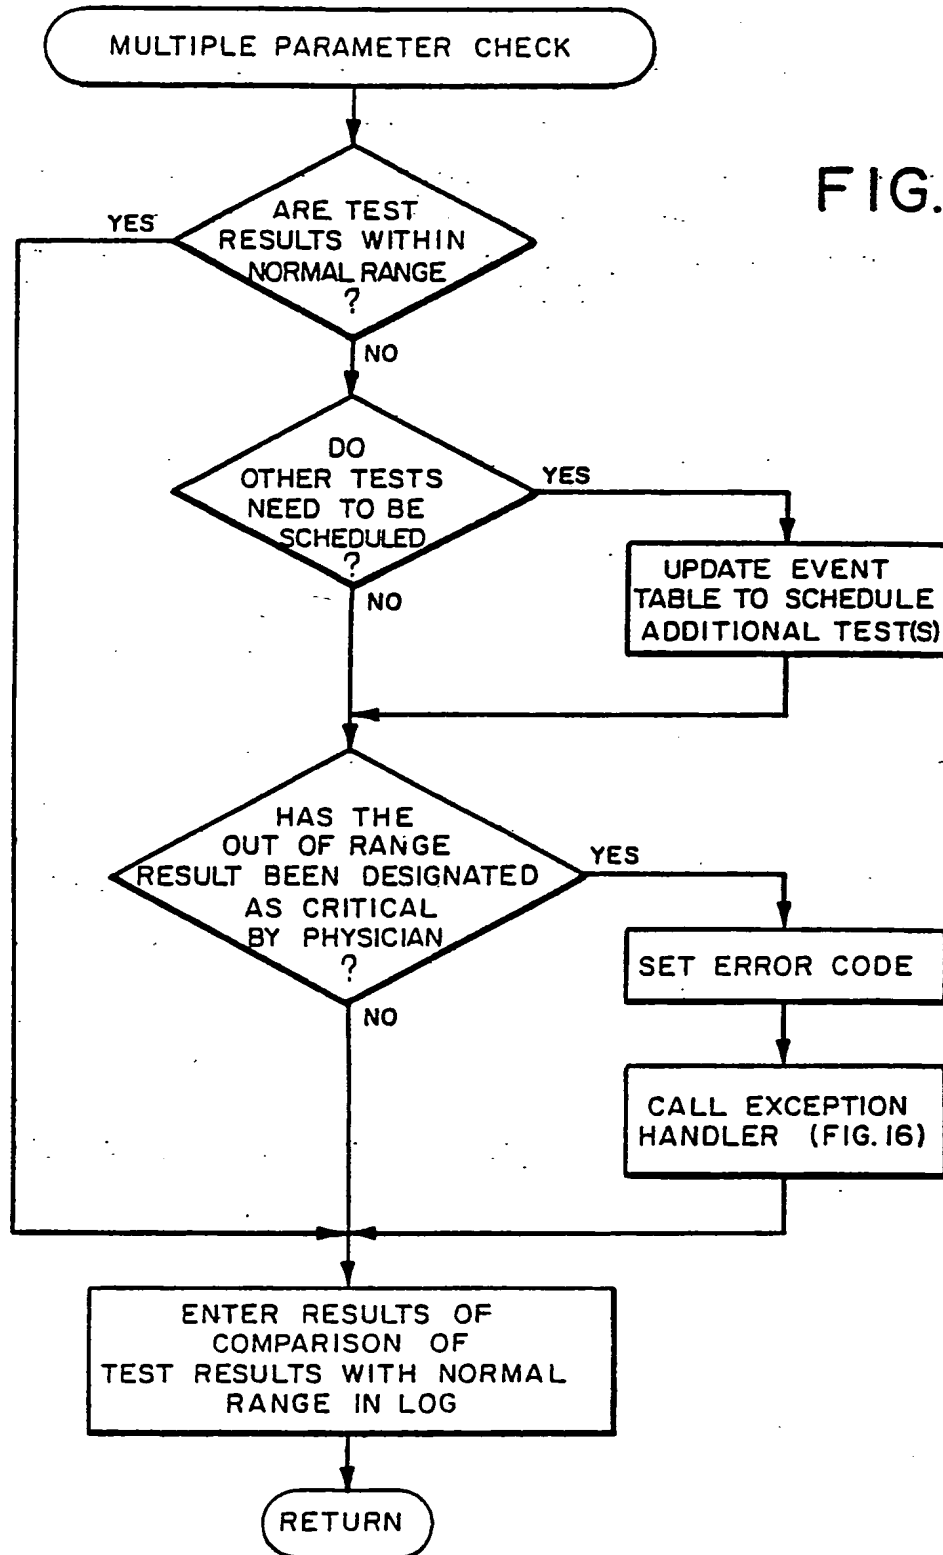 MULTIPLE PARAMETER CHECK
FIG.
ARE TEST
RESULTS WITHIN
NORMAL RANGE
?
YES
NO
DO
OTHER TESTS
NEED TO BE
SCHEDULED
?
YES
NO
UPDATE EVENT
TABLE TO SCHEDULE
ADDITIONAL TEST(S)
HAS THE
OUT OF RANGE
RESULT BEEN DESIGNATED
AS CRITICAL
BY PHYSICIAN
?
YES
NO
SET ERROR CODE
CALL EXCEPTION
HANDLER (FIG. 16)
ENTER RESULTS OF
COMPARISON OF
TEST RESULTS WITH NORMAL
RANGE IN LOG
RETURN